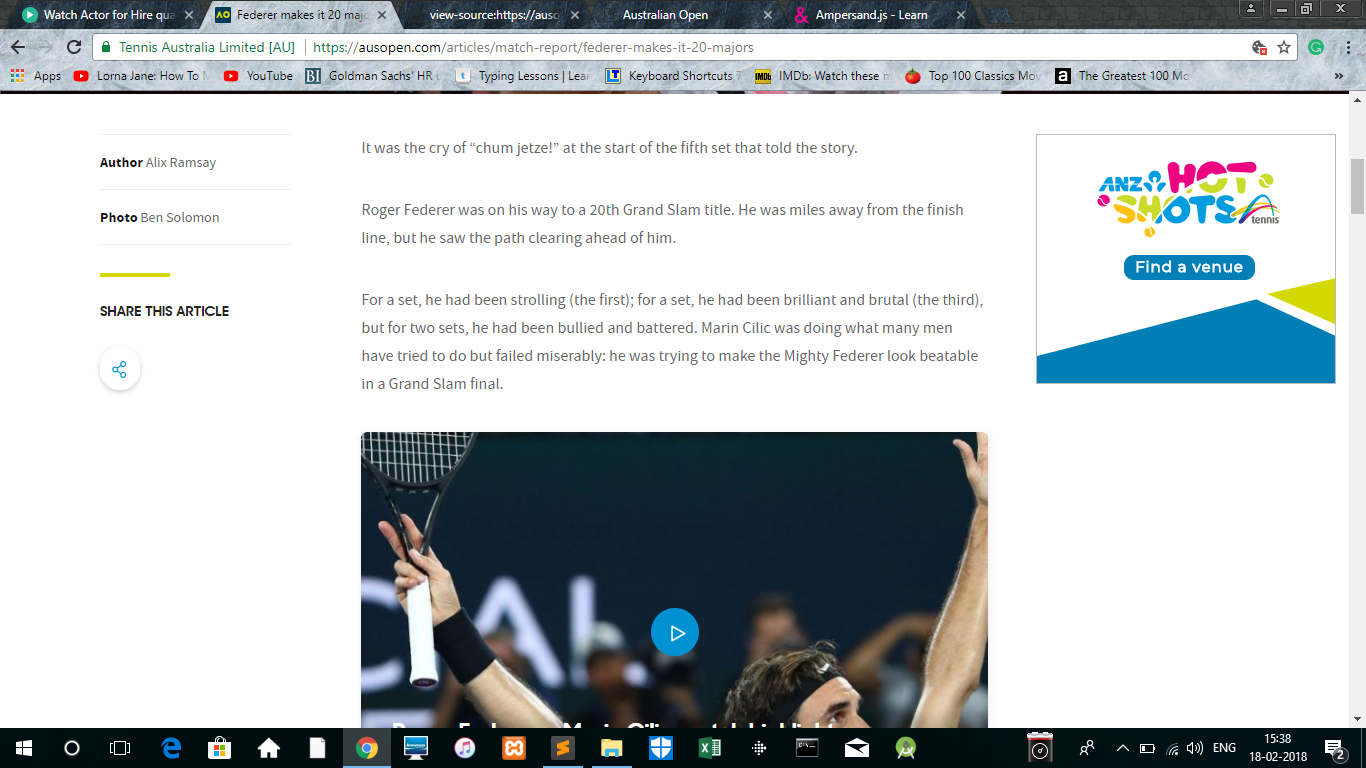 Watch Actor for Hire qua
Federer makes it 20 majo
view-source:https://auso
Australian Open
Ampersand.js - Learn
Tennis Australia Limited [AU]
https://ausopen.com/articles/match-report/federer-makes-it-20-majors
Apps
Lorna Jane: How To
YouTube
BI Goldman Sachs' HR
t Typing Lessons | Lear
LT Keyboard Shortcuts
IMDb IMDb: Watch these
Top 100 Classics Mov
a The Greatest 100 Mo
»
Author Alix Ramsay
Photo Ben Solomon
SHARE THIS ARTICLE
It was the cry of “chum jetze!” at the start of the fifth set that told the story.
Roger Federer was on his way to a 20th Grand Slam title. He was miles away from the finish
line, but he saw the path clearing ahead of him.
For a set, he had been strolling (the first); for a set, he had been brilliant and brutal (the third),
but for two sets, he had been bullied and battered. Marin Cilic was doing what many men
have tried to do but failed miserably: he was trying to make the Mighty Federer look beatable
in a Grand Slam final.
CAL
ANZ HOT
SHOTS
tennis
Find a venue
ENG
15:38
18-02-2018
2